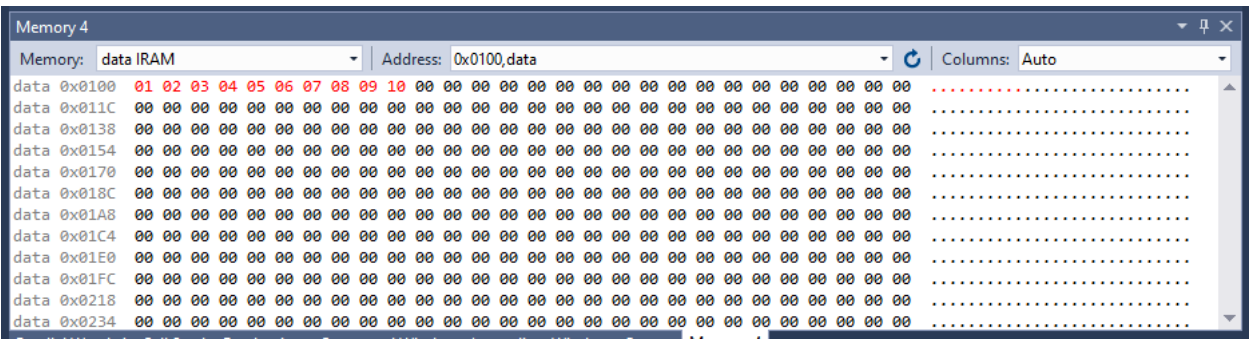 Memory 4
Memory: data IRAM Address: 0x0100,data Columns: Auto
data 0x0100 01 02 03 04 05 06 07 08 09 10 00 00 00 00 00 00 00 00 00 00 00 00 00 00 00 00 00 00 ............................
data 0x011C 00 00 00 00 00 00 00 00 00 00 00 00 00 00 00 00 00 00 00 00 00 00 00 00 00 00 00 00 ............................
data 0x0138 00 00 00 00 00 00 00 00 00 00 00 00 00 00 00 00 00 00 00 00 00 00 00 00 00 00 00 00 ............................
data 0x0154 00 00 00 00 00 00 00 00 00 00 00 00 00 00 00 00 00 00 00 00 00 00 00 00 00 00 00 00 ............................
data 0x0170 00 00 00 00 00 00 00 00 00 00 00 00 00 00 00 00 00 00 00 00 00 00 00 00 00 00 00 00 ............................
data 0x018C 00 00 00 00 00 00 00 00 00 00 00 00 00 00 00 00 00 00 00 00 00 00 00 00 00 00 00 00 ............................
data 0x01A8 00 00 00 00 00 00 00 00 00 00 00 00 00 00 00 00 00 00 00 00 00 00 00 00 00 00 00 00 ............................
data 0x01C4 00 00 00 00 00 00 00 00 00 00 00 00 00 00 00 00 00 00 00 00 00 00 00 00 00 00 00 00 ............................
data 0x01E0 00 00 00 00 00 00 00 00 00 00 00 00 00 00 00 00 00 00 00 00 00 00 00 00 00 00 00 00 ............................
data 0x01FC 00 00 00 00 00 00 00 00 00 00 00 00 00 00 00 00 00 00 00 00 00 00 00 00 00 00 00 00 ............................
data 0x0218 00 00 00 00 00 00 00 00 00 00 00 00 00 00 00 00 00 00 00 00 00 00 00 00 00 00 00 00 ............................
data 0x0234 00 00 00 00 00 00 00 00 00 00 00 00 00 00 00 00 00 00 00 00 00 00 00 00 00 00 00 00 ............................